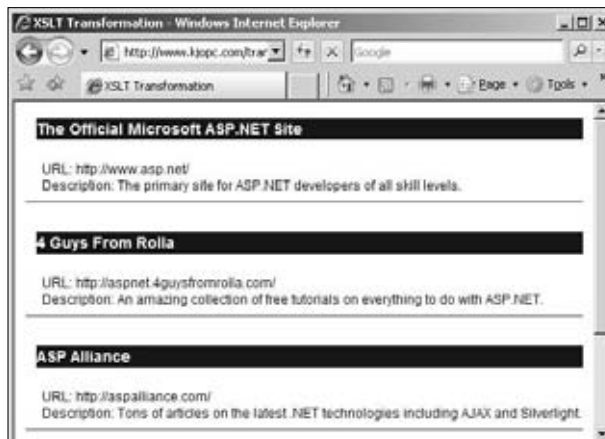 XSLT Transformation - Windows Internet Explorer
http://www.kjopc.com/trar
Google
XSLT Transformation
Page
Tools
The Official Microsoft ASP.NET Site
URL: http://www.asp.net/
Description: The primary site for ASP.NET developers of all skill levels.
4 Guys From Rolla
URL: http://aspnet.4guysfromrolla.com/
Description: An amazing collection of free tutorials on everything to do with ASP.NET.
ASP Alliance
URL: http://aspalliance.com/
Description: Tons of articles on the latest .NET technologies including AJAX and Silverlight.